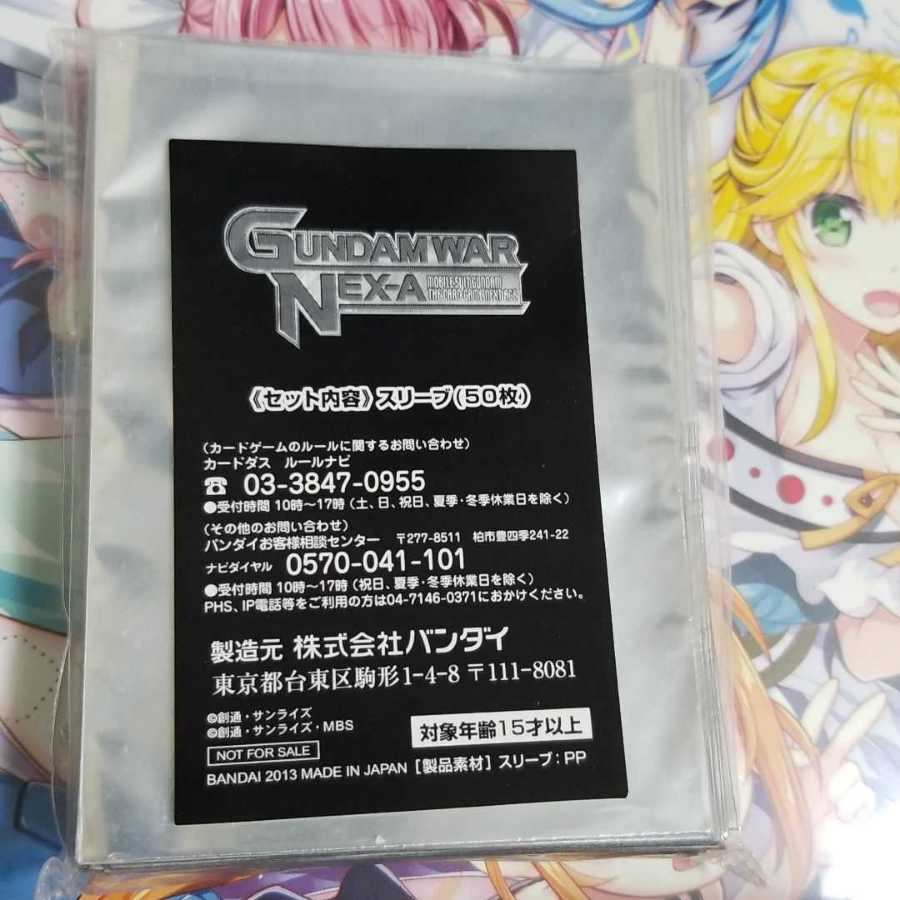 GUNDAM WAR
NEX-A
MOBILE SUIT GUNDAM
THE CARD GAME NEXT AGE
《セット内容》スリーブ(50枚)
(カードゲームのルールに関するお問い合わせ)
カードダス ルールナビ
☎ 03-3847-0955
●受付時間 10時〜17時(土、日、祝日、夏季・冬季休業日を除く)
(その他のお問い合わせ)
バンダイお客様相談センター 〒277-8511 柏市豊四季241-22
ナビダイヤル 0570-041-101
●受付時間 10時〜17時(祝日、夏季・冬季休業日を除く)
PHS、IP電話等をご利用の方は04-7146-0371におかけください。
製造元 株式会社バンダイ
東京都台東区駒形1-4-8 〒111-8081
©創通・サンライズ
©創通・サンライズ・MBS
対象年齢15才以上
NOT FOR SALE
BANDAI 2013 MADE IN JAPAN [製品素材] スリーブ:PP